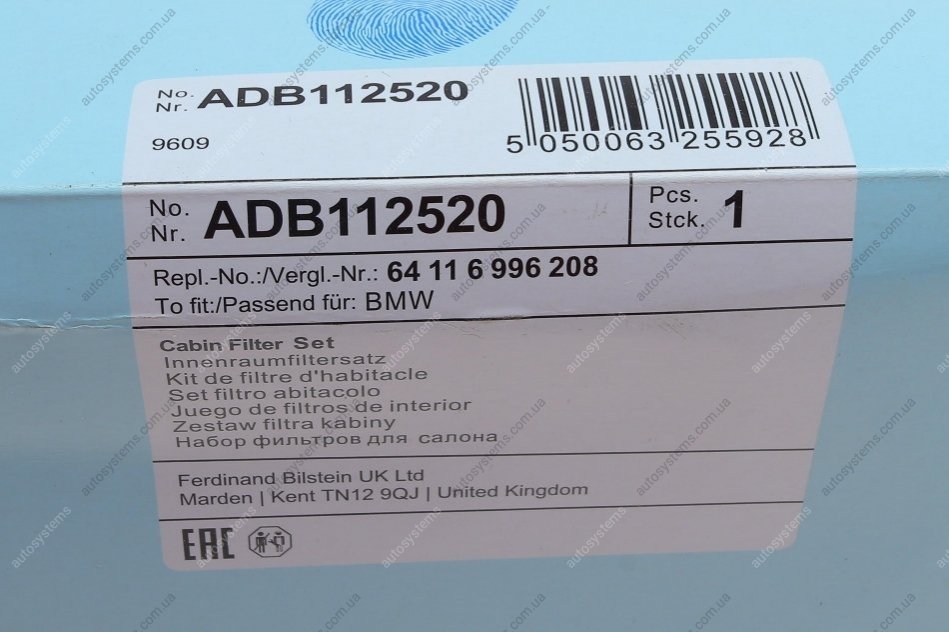 No.
Nr. ADB112520
9609
5 050063 255928
No.
Nr. ADB112520
Pcs.
Stck. 1
Repl.-No.:/Vergl.-Nr.: 64 11 6 996 208
To fit:/Passend für: BMW
Cabin Filter Set
Innenraumfiltersatz
Kit de filtre d'habitacle
Set filtro abitacolo
Juego de filtros de interior
Zestaw filtra kabiny
Набор фильтров для салона
Ferdinand Bilstein UK Ltd
Marden | Kent TN12 9QJ | United Kingdom
EAC
autosystems.com.ua